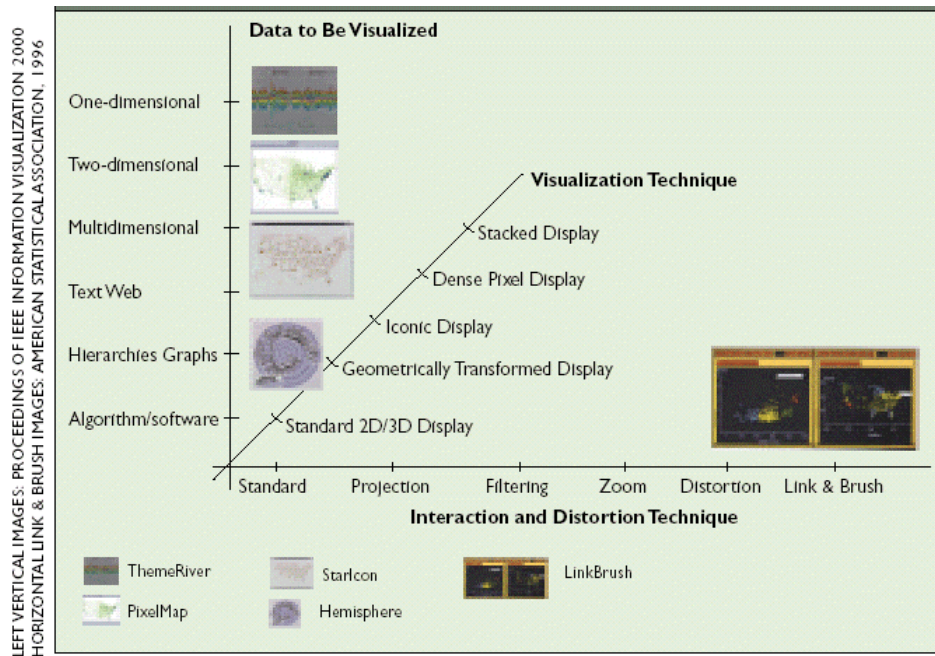 LEFT VERTICAL IMAGES: PROCEEDINGS OF IEEE INFORMATION VISUALIZATION 2000
HORIZONTAL LINK & BRUSH IMAGES: AMERICAN STATISTICAL ASSOCIATION, 1996
Data to Be Visualized
One-dimensional
Two-dimensional
Multidimensional
Text Web
Hierarchies Graphs
Algorithm/software
Visualization Technique
Stacked Display
Dense Pixel Display
Iconic Display
Geometrically Transformed Display
Standard 2D/3D Display
Standard Projection Filtering Zoom Distortion Link & Brush
Interaction and Distortion Technique
ThemeRiver StarIcon LinkBrush
PixelMap Hemisphere